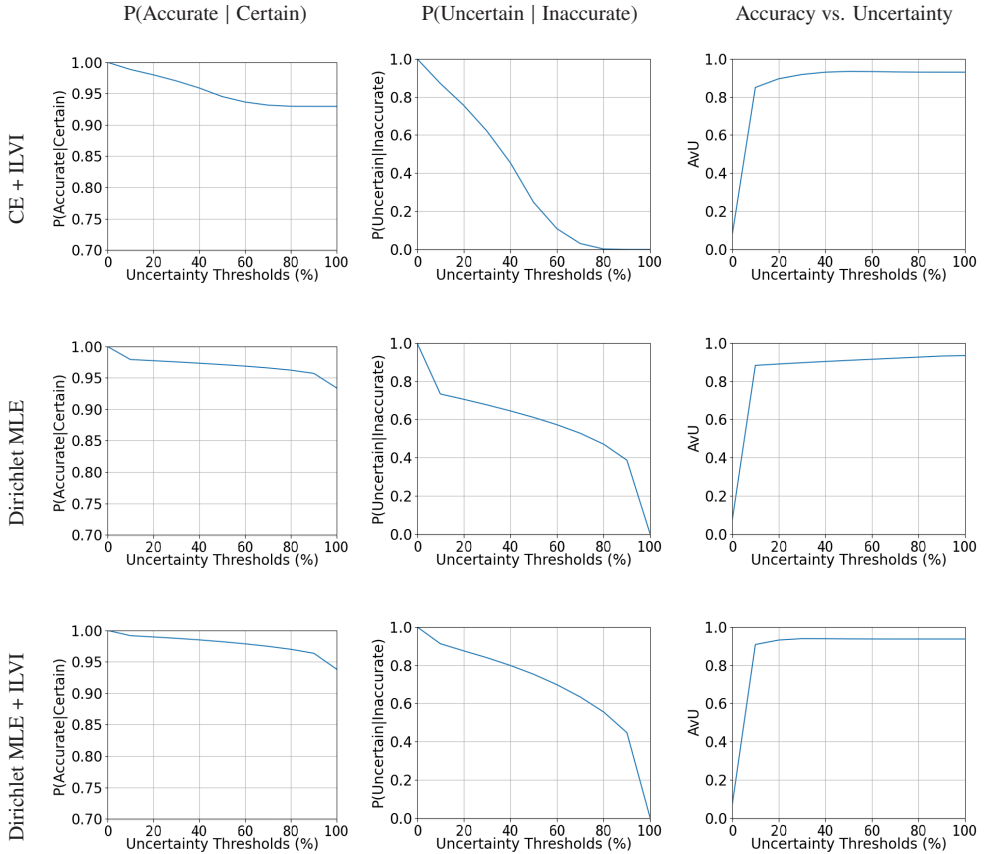 P(Accurate | Certain) P(Uncertain | Inaccurate) Accuracy vs. Uncertainty
CE + ILVI
P(Accurate|Certain)
1.00
0.95
0.90
0.85
0.80
0.75
0.70
0 20 40 60 80 100
Uncertainty Thresholds (%)
P(Uncertain|Inaccurate)
1.0
0.8
0.6
0.4
0.2
0.0
0 20 40 60 80 100
Uncertainty Thresholds (%)
AvU
1.0
0.8
0.6
0.4
0.2
0.0
0 20 40 60 80 100
Uncertainty Thresholds (%)
Dirichlet MLE
P(Accurate|Certain)
1.00
0.95
0.90
0.85
0.80
0.75
0.70
0 20 40 60 80 100
Uncertainty Thresholds (%)
P(Uncertain|Inaccurate)
1.0
0.8
0.6
0.4
0.2
0.0
0 20 40 60 80 100
Uncertainty Thresholds (%)
AvU
1.0
0.8
0.6
0.4
0.2
0.0
0 20 40 60 80 100
Uncertainty Thresholds (%)
Dirichlet MLE + ILVI
P(Accurate|Certain)
1.00
0.95
0.90
0.85
0.80
0.75
0.70
0 20 40 60 80 100
Uncertainty Thresholds (%)
P(Uncertain|Inaccurate)
1.0
0.8
0.6
0.4
0.2
0.0
0 20 40 60 80 100
Uncertainty Thresholds (%)
AvU
1.0
0.8
0.6
0.4
0.2
0.0
0 20 40 60 80 100
Uncertainty Thresholds (%)